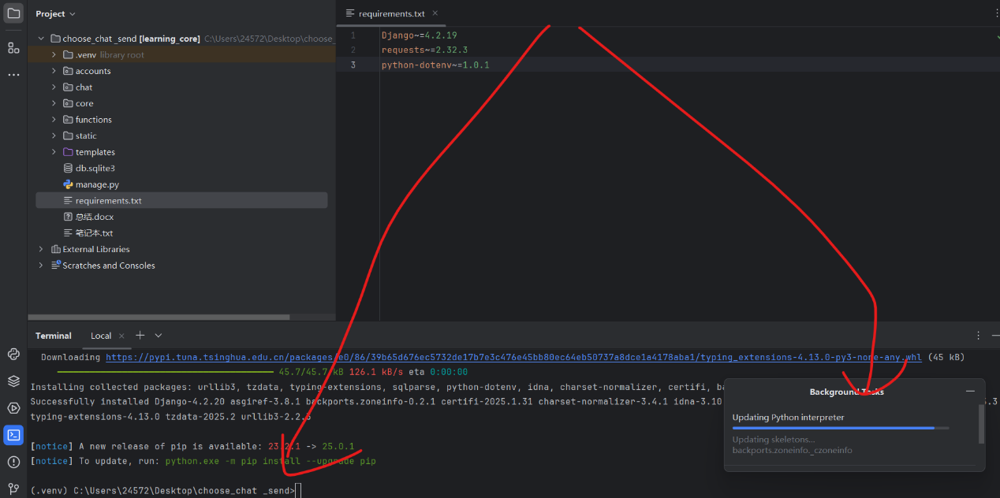 Project
requirements.txt
choose_chat _send [learning_core] C:\Users\24572\Desktop\choose_
.venv library root
accounts
chat
core
functions
static
templates
db.sqlite3
manage.py
requirements.txt
总结.docx
笔记本.txt
External Libraries
Scratches and Consoles
1 Django~=4.2.19
2 requests~=2.32.3
3 python-dotenv~=1.0.1
Terminal Local
Downloading https://pypi.tuna.tsinghua.edu.cn/packages/e0/86/39b65d676ec5732de17b7e3c476e45bb80ec64eb50737a8dce1a4178aba1/typing_extensions-4.13.0-py3-none-any.whl (45 kB)
45.7/45.7 kB 126.1 kB/s eta 0:00:00
Installing collected packages: urllib3, tzdata, typing-extensions, sqlparse, python-dotenv, idna, charset-normalizer, certifi, ba
Successfully installed Django-4.2.20 asgiref-3.8.1 backports.zoneinfo-0.2.1 certifi-2025.1.31 charset-normalizer-3.4.1 idna-3.10
typing-extensions-4.13.0 tzdata-2025.2 urllib3-2.2.3
[notice] A new release of pip is available: 23.2.1 -> 25.0.1
[notice] To update, run: python.exe -m pip install --upgrade pip
(.venv) C:\Users\24572\Desktop\choose_chat _send>
Background Tasks
Updating Python interpreter
Updating skeletons...
backports.zoneinfo._czoneinfo